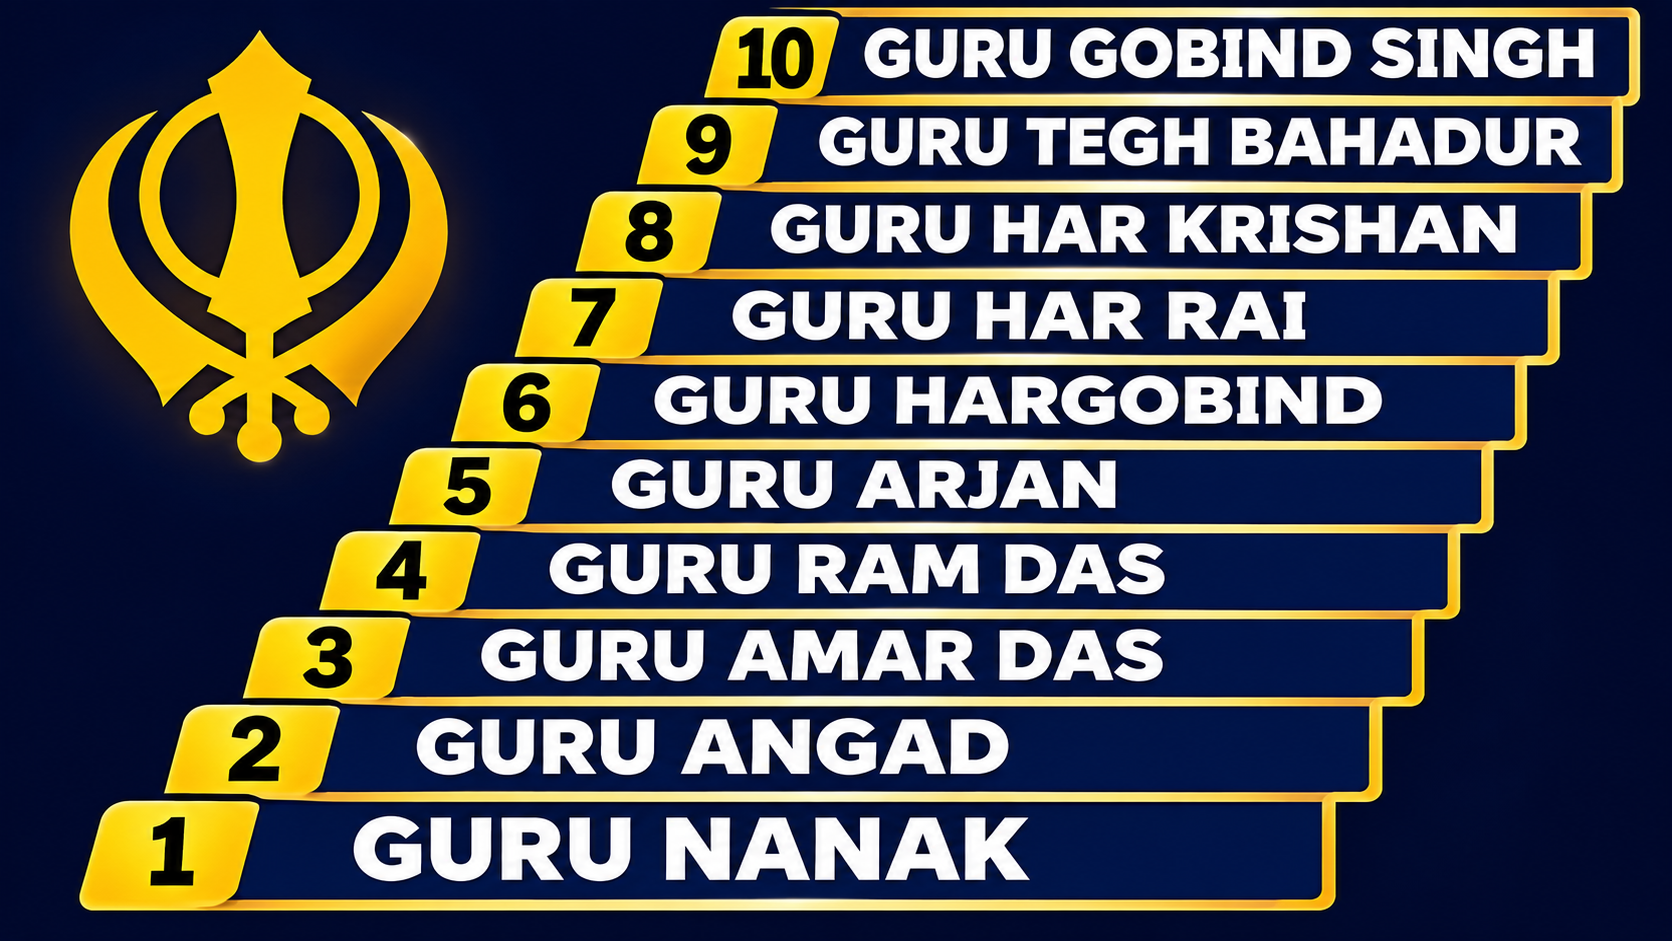 10 GURU GOBIND SINGH
9 GURU TEGH BAHADUR
8 GURU HAR KRISHAN
7 GURU HAR RAI
6 GURU HARGOBIND
5 GURU ARJAN
4 GURU RAM DAS
3 GURU AMAR DAS
2 GURU ANGAD
1 GURU NANAK